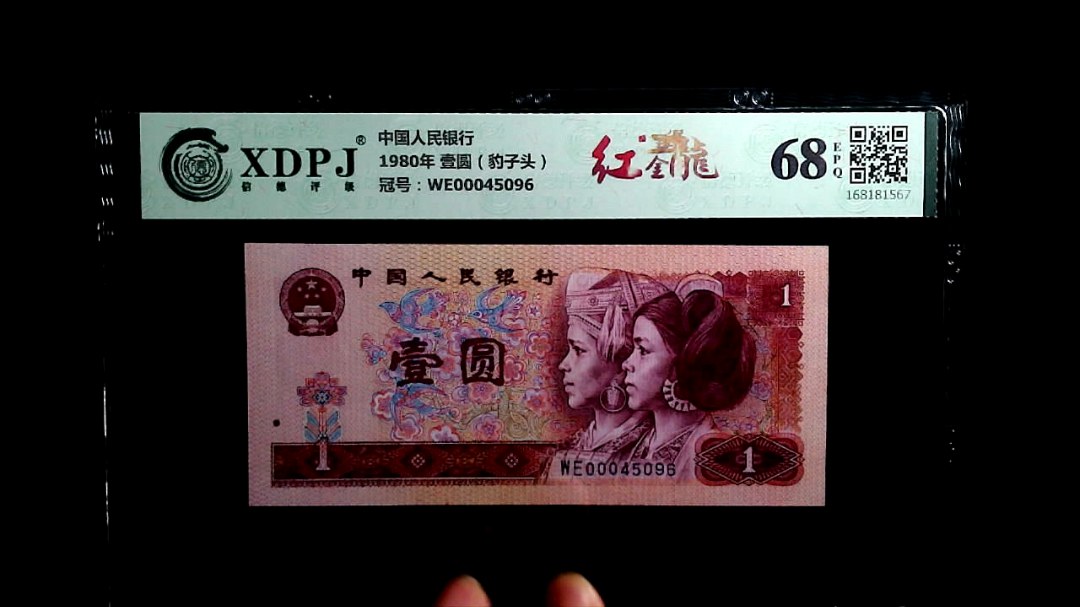 XDPJ®
信德评级
中国人民银行
1980年 壹圆（豹子头）
冠号：WE00045096
红金龍
68
EPQ
168181567
中国人民银行
壹圆
1
1
WE00045096
1